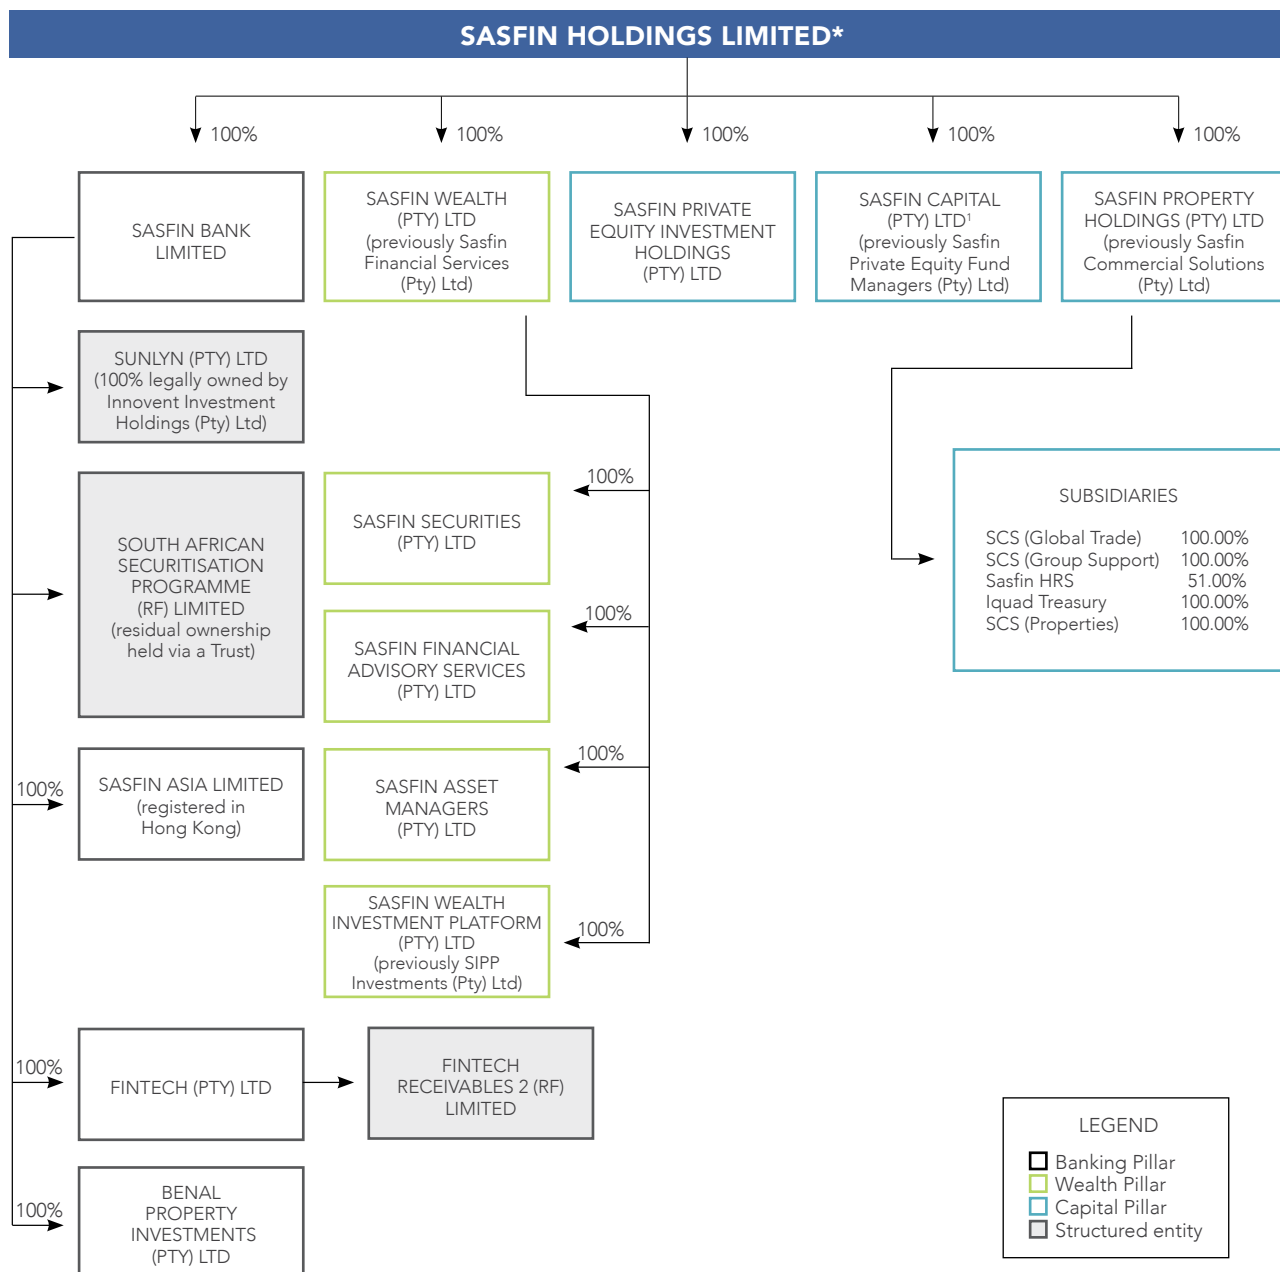 SASFIN HOLDINGS LIMITED*
100%
100%
100%
100%
100%
SASFIN BANK
LIMITED
SASFIN WEALTH
(PTY) LTD
(previously Sasfin
Financial Services
(Pty) Ltd)
SASFIN PRIVATE
EQUITY INVESTMENT
HOLDINGS
(PTY) LTD
SASFIN CAPITAL
(PTY) LTD¹
(previously Sasfin
Private Equity Fund
Managers (Pty) Ltd)
SASFIN PROPERTY
HOLDINGS (PTY) LTD
(previously Sasfin
Commercial Solutions
(Pty) Ltd)
SUNLYN (PTY) LTD
(100% legally owned by
Innovent Investment
Holdings (Pty) Ltd)
SOUTH AFRICAN
SECURITISATION
PROGRAMME
(RF) LIMITED
(residual ownership
held via a Trust)
100%
SASFIN SECURITIES
(PTY) LTD
100%
SASFIN FINANCIAL
ADVISORY SERVICES
(PTY) LTD
SUBSIDIARIES
SCS (Global Trade) 100.00%
SCS (Group Support) 100.00%
Sasfin HRS 51.00%
Iquad Treasury 100.00%
SCS (Properties) 100.00%
100%
SASFIN ASIA LIMITED
(registered in
Hong Kong)
100%
SASFIN ASSET
MANAGERS
(PTY) LTD
100%
SASFIN WEALTH
INVESTMENT PLATFORM
(PTY) LTD
(previously SIPP
Investments (Pty) Ltd)
100%
FINTECH (PTY) LTD
FINTECH
RECEIVABLES 2 (RF)
LIMITED
100%
BENAL
PROPERTY
INVESTMENTS
(PTY) LTD
LEGEND
Banking Pillar
Wealth Pillar
Capital Pillar
Structured entity